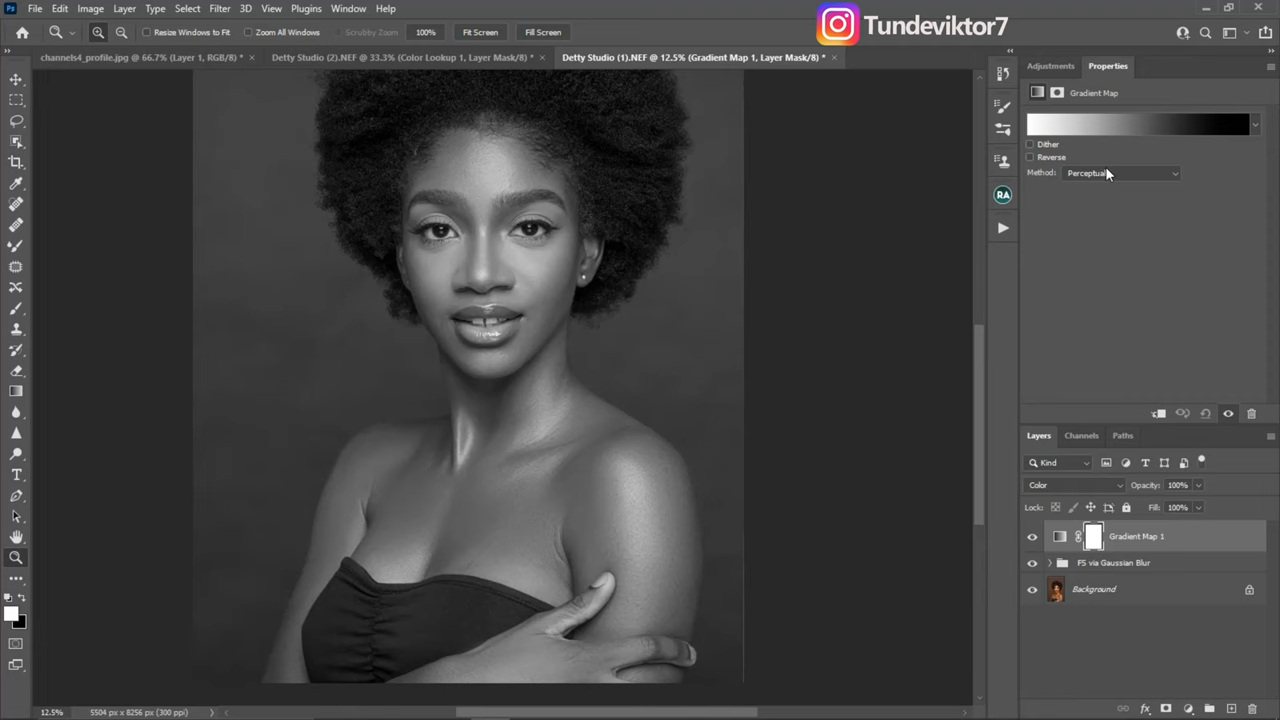 Ps File Edit Image Layer Type Select Filter 3D View Plugins Window Help
Tundeviktor7
Resize Windows to Fit Zoom All Windows Scrubby Zoom 100% Fit Screen Fill Screen
channels4_profile.jpg @ 66.7% (Layer 1, RGB/8) * × Detty Studio (2).NEF @ 33.3% (Color Lookup 1, Layer Mask/8) * × Detty Studio (1).NEF @ 12.5% (Gradient Map 1, Layer Mask/8) * ×
Adjustments Properties
Gradient Map
Dither
Reverse
Method: Perceptual
RA
Layers Channels Paths
Kind
Color Opacity: 100%
Lock: Fill: 100%
Gradient Map 1
FS via Gaussian Blur
Background
12.5% 5504 px x 8256 px (300 ppi)